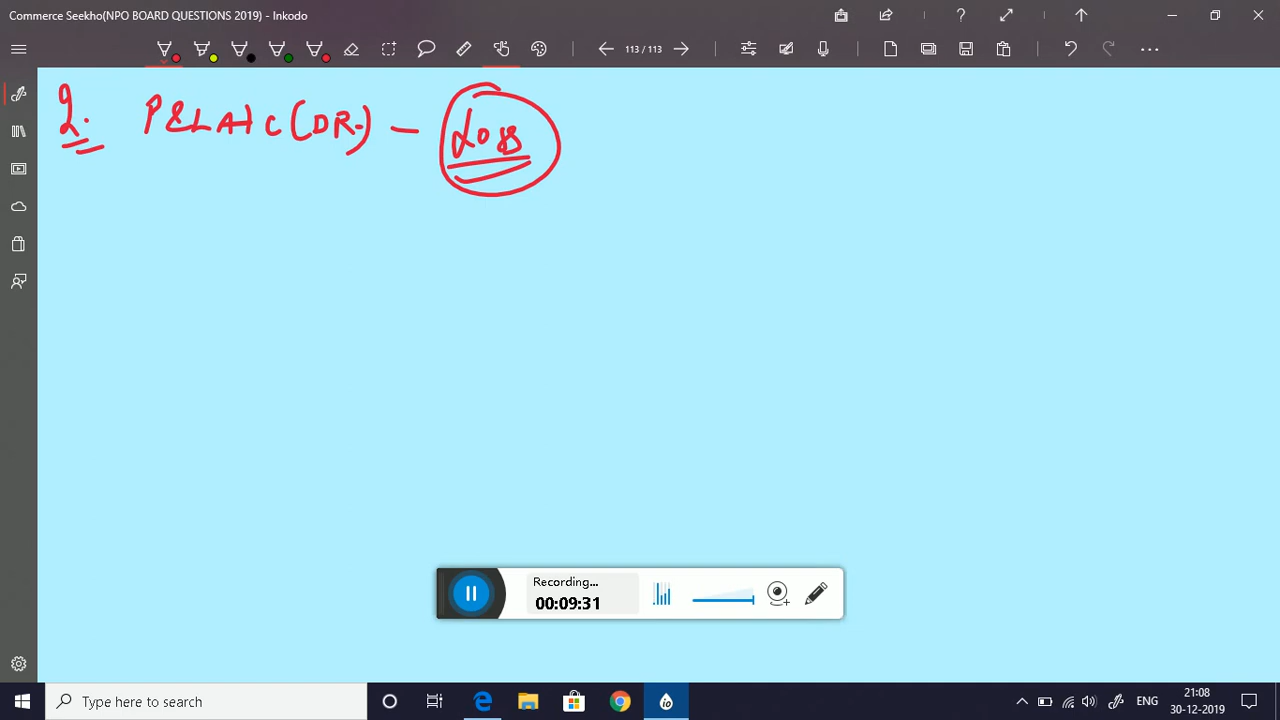 Commerce Seekho(NPO BOARD QUESTIONS 2019) - Inkodo
113 / 113
2. P&L A/C (DR.) - Loss
Recording...
00:09:31
Type here to search
io
ENG
21:08
30-12-2019